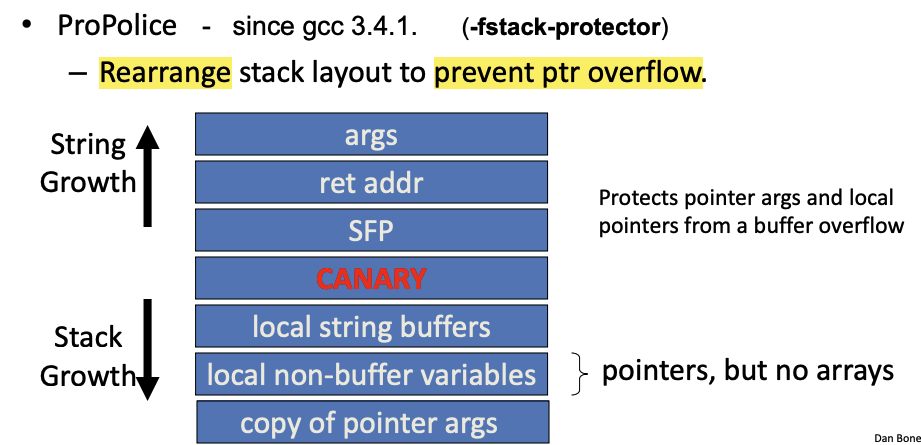 • ProPolice - since gcc 3.4.1. (-fstack-protector)
– Rearrange stack layout to prevent ptr overflow.
String
Growth
args
ret addr
SFP
CANARY
local string buffers
local non-buffer variables
copy of pointer args
Stack
Growth
Protects pointer args and local
pointers from a buffer overflow
pointers, but no arrays
Dan Bone